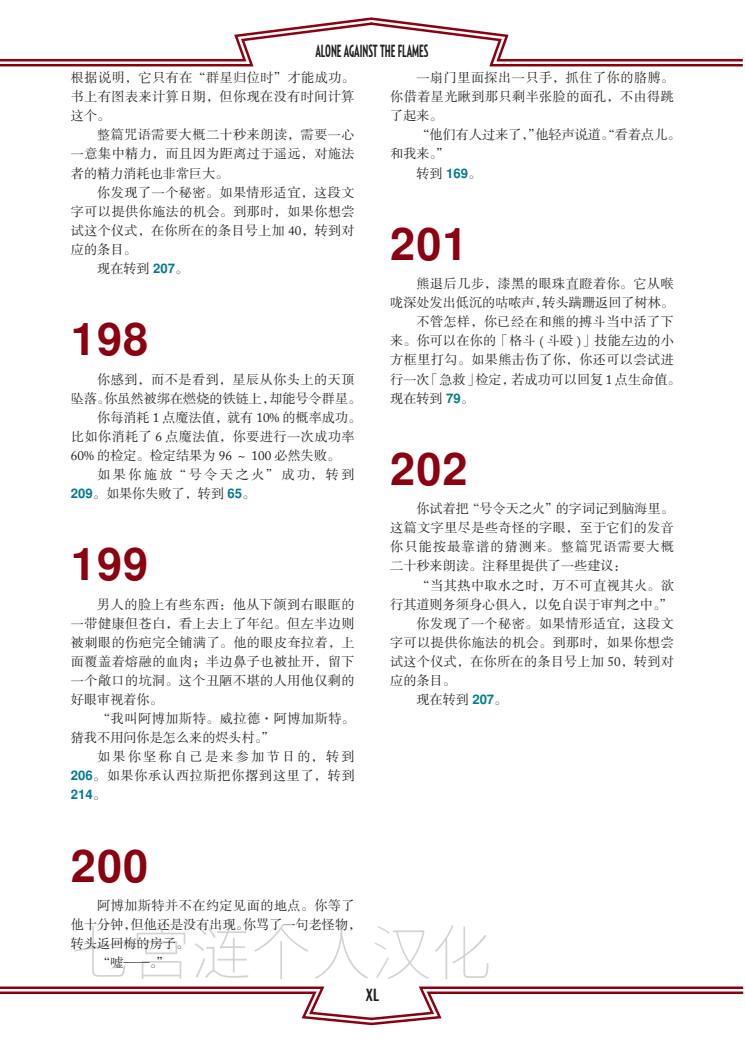 ALONE AGAINST THE FLAMES
根据说明，它只有在“群星归位时”才能成功。
书上有图表来计算日期，但你现在没有时间计算
这个。
整篇咒语需要大概二十秒来朗读，需要一心
一意集中精力，而且因为距离过于遥远，对施法
者的精力消耗也非常巨大。
你发现了一个秘密。如果情形适宜，这段文
字可以提供你施法的机会。到那时，如果你想尝
试这个仪式，在你所在的条目号上加 40，转到对
应的条目。
现在转到 207。
198
你感到，而不是看到，星辰从你头上的天顶
坠落。你虽然被绑在燃烧的铁链上，却能号令群星。
你每消耗 1 点魔法值，就有 10% 的概率成功。
比如你消耗了 6 点魔法值，你要进行一次成功率
60% 的检定。检定结果为 96 ~ 100 必然失败。
如果你施放“号令天之火”成功，转到
209。如果你失败了，转到 65。
199
男人的脸上有些东西：他从下颌到右眼眶的
一带健康但苍白，看上去上了年纪。但左半边则
被刺眼的伤疤完全铺满了。他的眼皮耷拉着，上
面覆盖着熔融的血肉；半边鼻子也被扯开，留下
一个敞口的坑洞。这个丑陋不堪的人用他仅剩的
好眼审视着你。
“我叫阿博加斯特。威拉德·阿博加斯特。
猜我不用问你是怎么来的烬头村。”
如果你坚称自己是来参加节日的，转到
206。如果你承认西拉斯把你撂到这里了，转到
214。
200
阿博加斯特并不在约定见面的地点。你等了
他十分钟，但他还是没有出现。你骂了一句老怪物，
转头返回梅的房子。
“嘘——。”
一扇门里面探出一只手，抓住了你的胳膊。
你借着星光瞅到那只剩半张脸的面孔，不由得跳
了起来。
“他们有人过来了，”他轻声说道。“看着点儿。
和我来。”
转到 169。
201
熊退后几步，漆黑的眼珠直瞪着你。它从喉
咙深处发出低沉的咕哝声，转头蹒跚返回了树林。
不管怎样，你已经在和熊的搏斗当中活了下
来。你可以在你的「格斗 ( 斗殴 )」技能左边的小
方框里打勾。如果熊击伤了你，你还可以尝试进
行一次「急救」检定，若成功可以回复 1 点生命值。
现在转到 79。
202
你试着把“号令天之火”的字词记到脑海里。
这篇文字里尽是些奇怪的字眼，至于它们的发音
你只能按最靠谱的猜测来。整篇咒语需要大概
二十秒来朗读。注释里提供了一些建议：
“当其热中取水之时，万不可直视其火。欲
行其道则务须身心俱入，以免自误于审判之中。”
你发现了一个秘密。如果情形适宜，这段文
字可以提供你施法的机会。到那时，如果你想尝
试这个仪式，在你所在的条目号上加 50，转到对
应的条目。
现在转到 207。
七宫涟个人汉化
XL